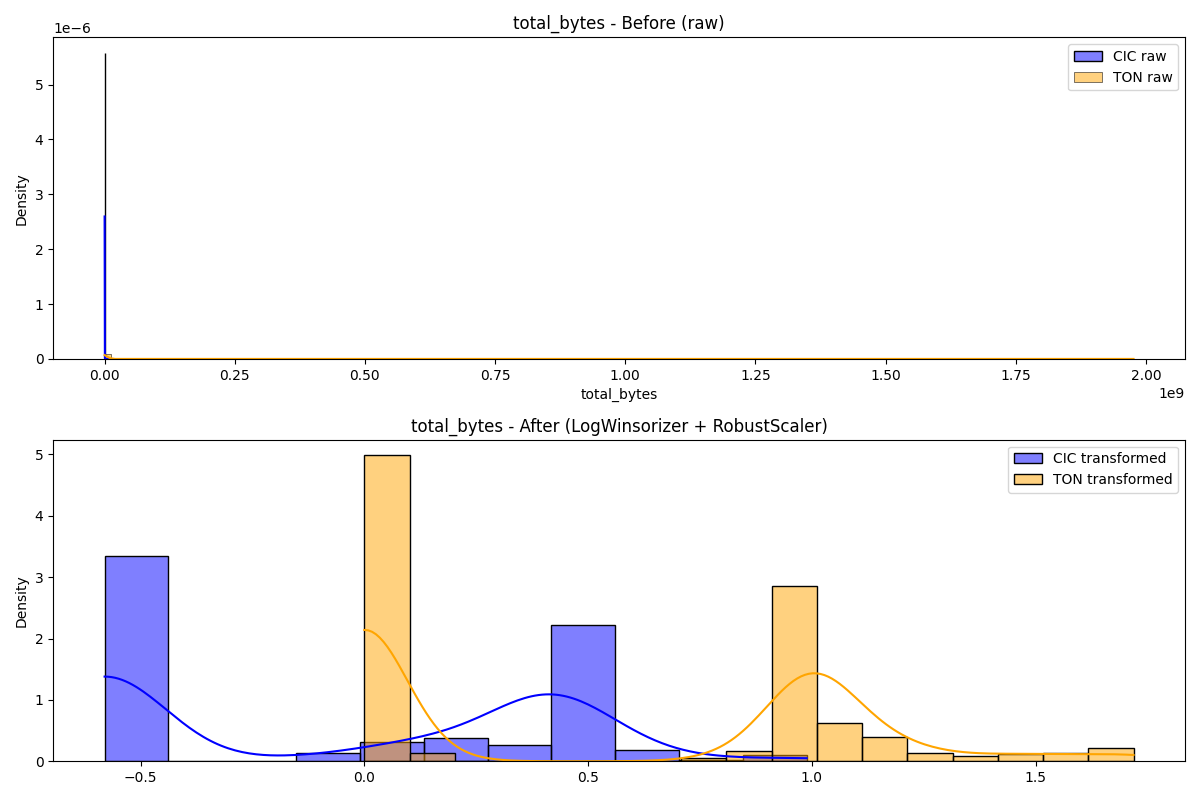 total_bytes - Before (raw)
1e−6
CIC raw
TON raw
5
4
3
2
1
0
Density
0.00 0.25 0.50 0.75 1.00 1.25 1.50 1.75 2.00
1e9
total_bytes
total_bytes - After (LogWinsorizer + RobustScaler)
CIC transformed
TON transformed
5
4
3
2
1
0
Density
−0.5 0.0 0.5 1.0 1.5